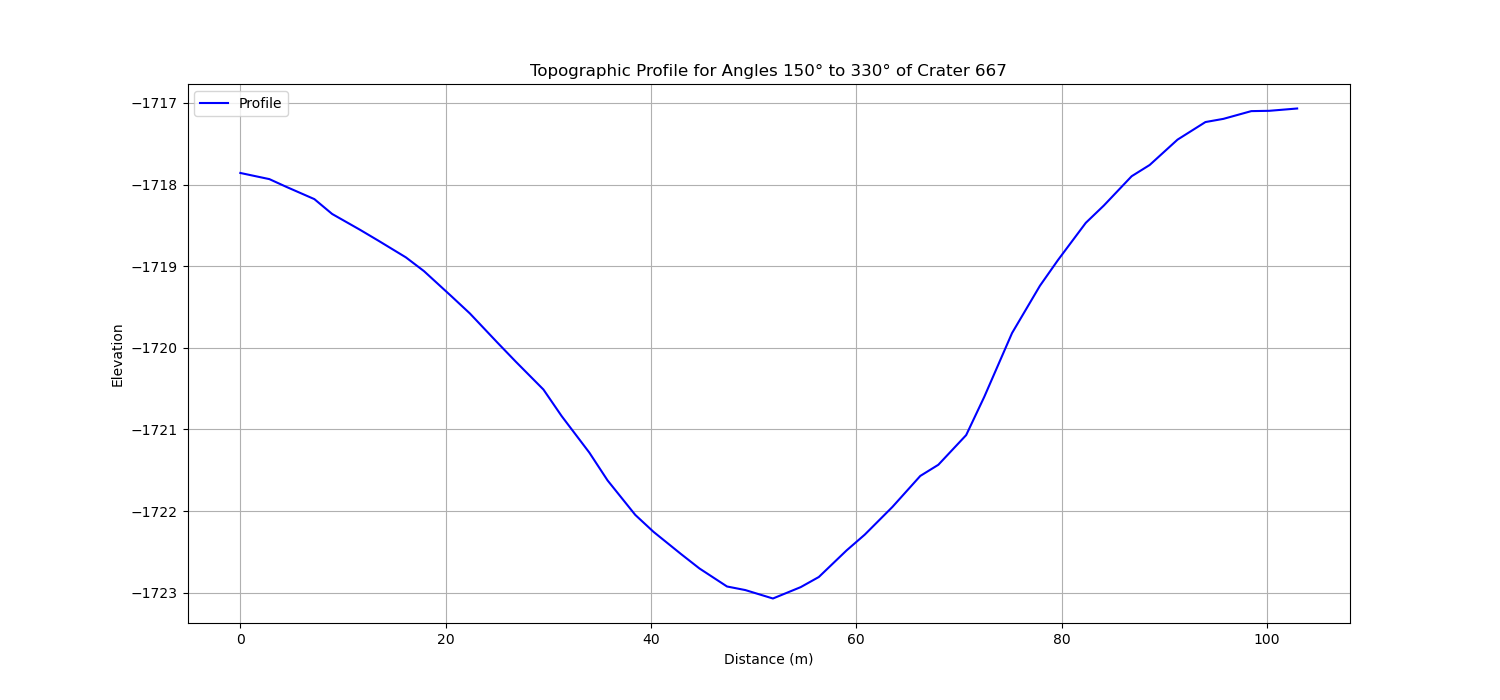 Topographic Profile for Angles 150° to 330° of Crater 667
Profile
−1717
−1718
−1719
−1720
−1721
−1722
−1723
Elevation
0 20 40 60 80 100
Distance (m)